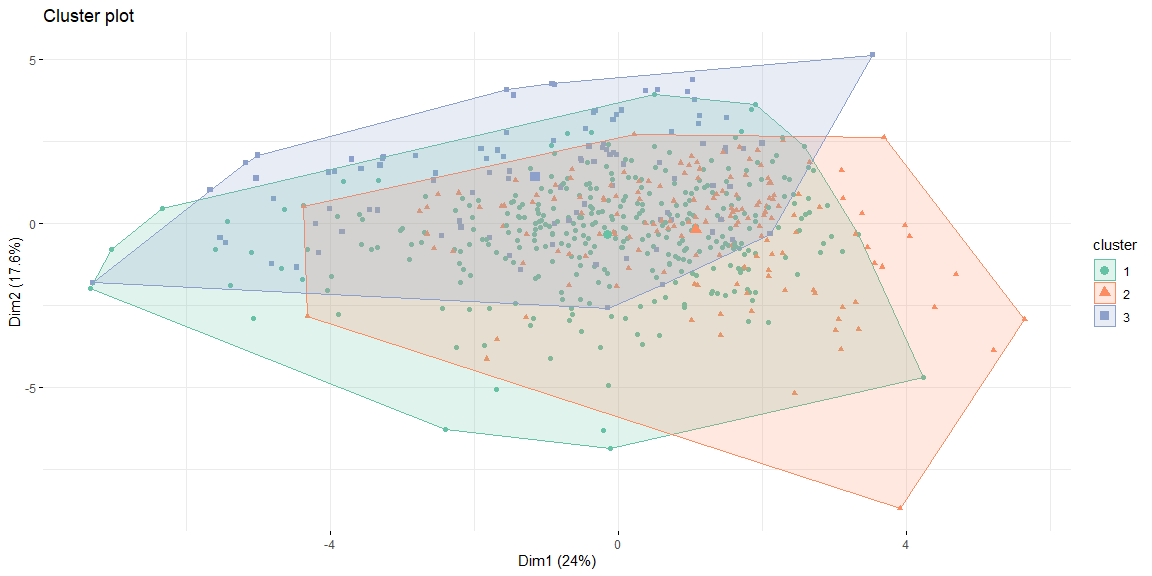 Cluster plot
5
0
-5
Dim2 (17.6%)
-4
0
4
Dim1 (24%)
cluster
1
2
3